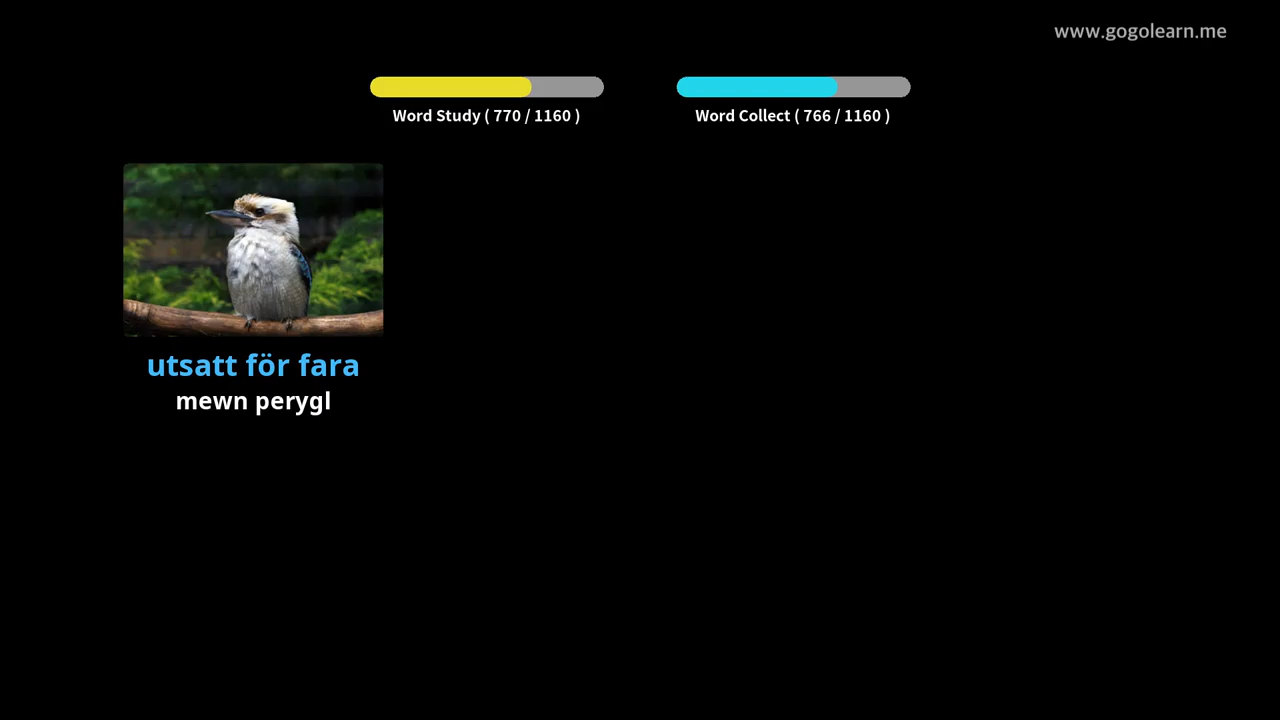 www.gogolearn.me
Word Study ( 770 / 1160 )
Word Collect ( 766 / 1160 )
utsatt för fara
mewn perygl